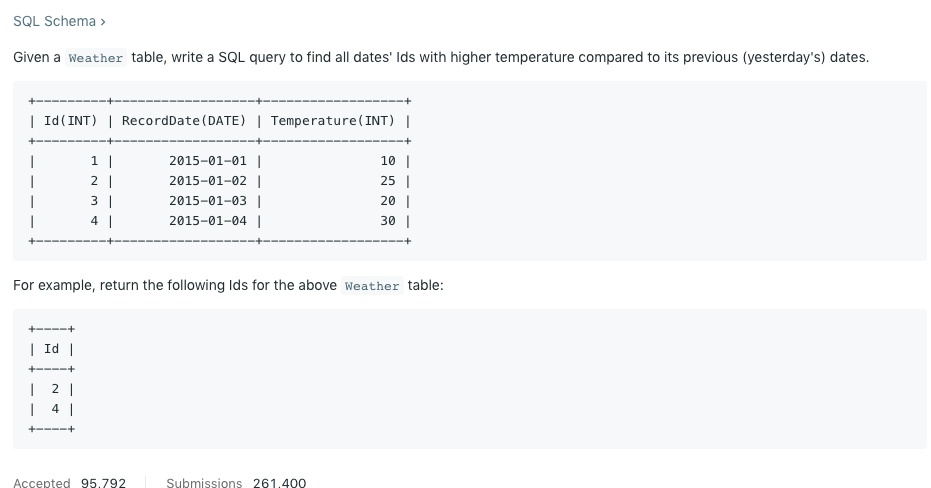 SQL Schema ›
Given a Weather table, write a SQL query to find all dates' Ids with higher temperature compared to its previous (yesterday's) dates.
+---------+------------------+------------------+
| Id(INT) | RecordDate(DATE) | Temperature(INT) |
+---------+------------------+------------------+
|       1 |       2015-01-01 |               10 |
|       2 |       2015-01-02 |               25 |
|       3 |       2015-01-03 |               20 |
|       4 |       2015-01-04 |               30 |
+---------+------------------+------------------+
For example, return the following Ids for the above Weather table:
+----+
| Id |
+----+
|  2 |
|  4 |
+----+
Accepted 95,792 | Submissions 261,400